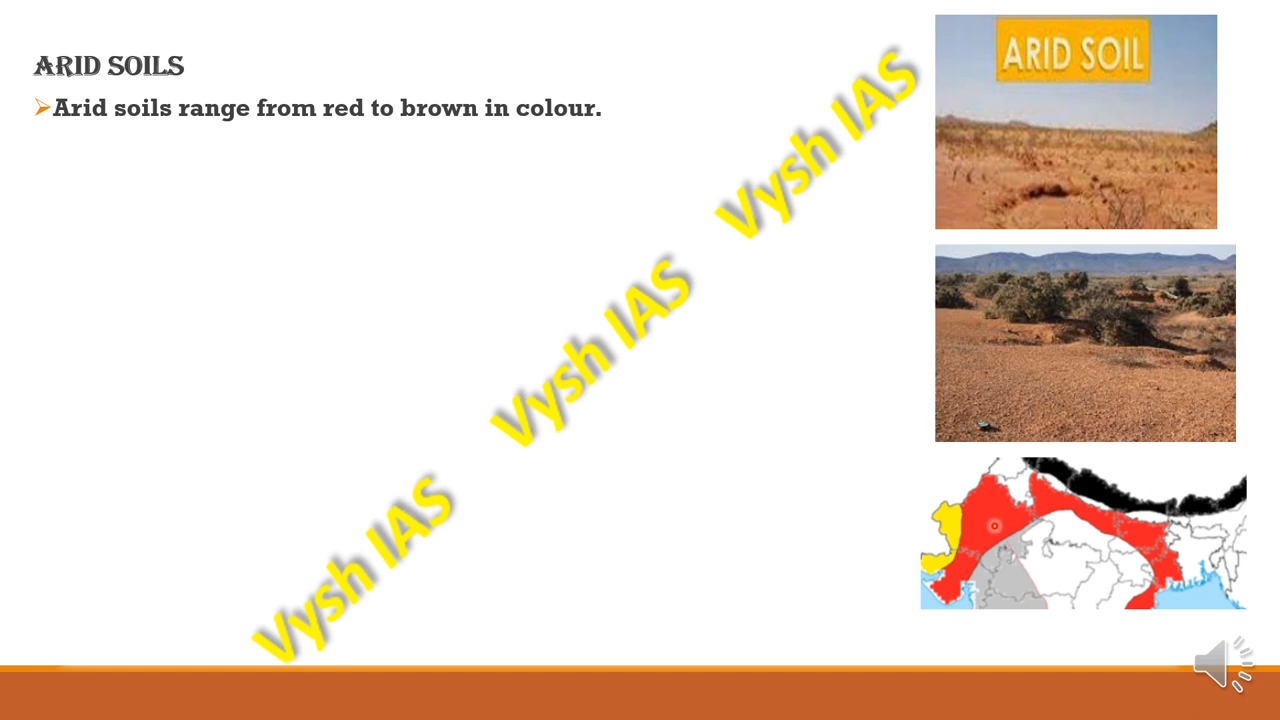 ARID SOILS
Arid soils range from red to brown in colour.
ARID SOIL
Vysh IAS
Vysh IAS
Vysh IAS